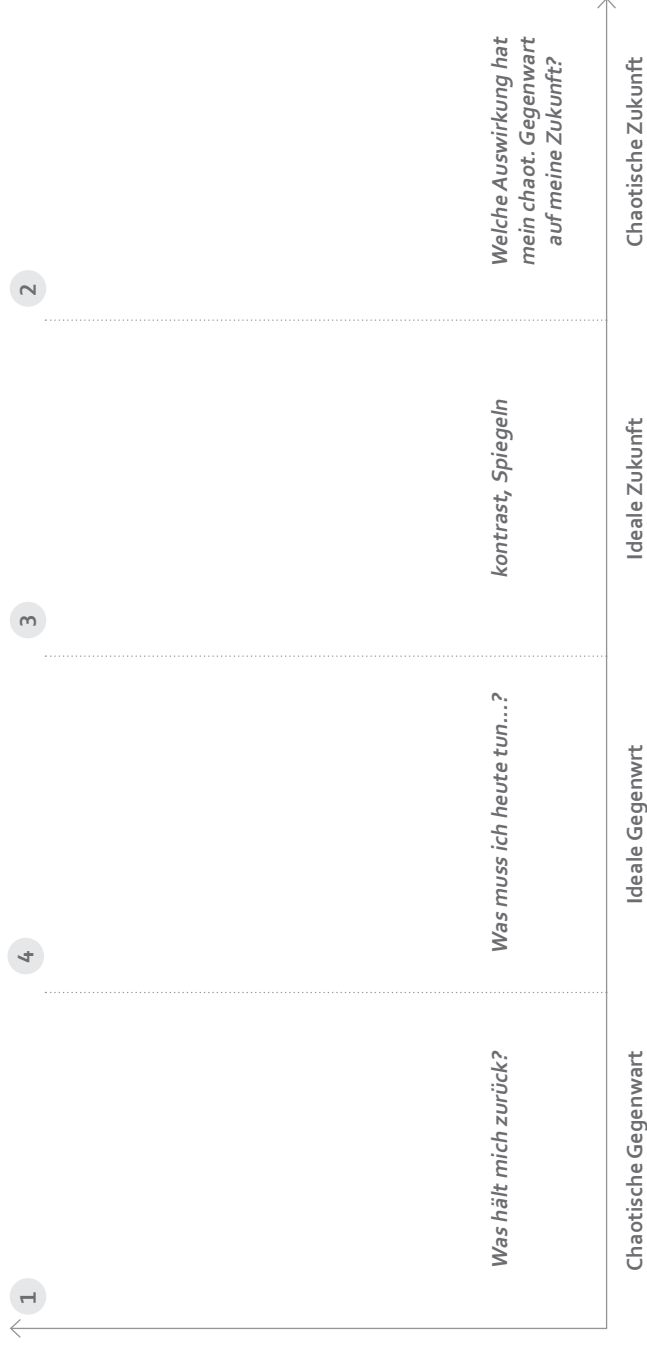 1
4
3
2
Was hält mich zurück?
Was muss ich heute tun...?
kontrast, Spiegeln
Welche Auswirkung hat
mein chaot. Gegenwart
auf meine Zukunft?
Chaotische Gegenwart
Ideale Gegenwrt
Ideale Zukunft
Chaotische Zukunft